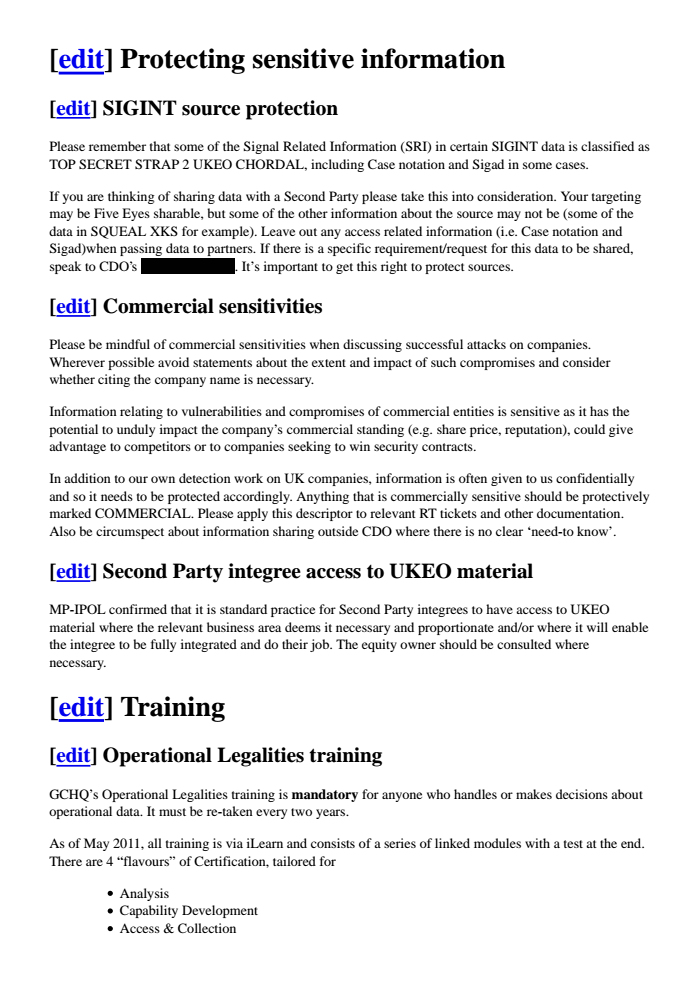 [edit] Protecting sensitive information
[edit] SIGINT source protection
Please remember that some of the Signal Related Information (SRI) in certain SIGINT data is classified as
TOP SECRET STRAP 2 UKEO CHORDAL, including Case notation and Sigad in some cases.
If you are thinking of sharing data with a Second Party please take this into consideration. Your targeting
may be Five Eyes sharable, but some of the other information about the source may not be (some of the
data in SQUEAL XKS for example). Leave out any access related information (i.e. Case notation and
Sigad)when passing data to partners. If there is a specific requirement/request for this data to be shared,
speak to CDO’s . It’s important to get this right to protect sources.
[edit] Commercial sensitivities
Please be mindful of commercial sensitivities when discussing successful attacks on companies.
Wherever possible avoid statements about the extent and impact of such compromises and consider
whether citing the company name is necessary.
Information relating to vulnerabilities and compromises of commercial entities is sensitive as it has the
potential to unduly impact the company’s commercial standing (e.g. share price, reputation), could give
advantage to competitors or to companies seeking to win security contracts.
In addition to our own detection work on UK companies, information is often given to us confidentially
and so it needs to be protected accordingly. Anything that is commercially sensitive should be protectively
marked COMMERCIAL. Please apply this descriptor to relevant RT tickets and other documentation.
Also be circumspect about information sharing outside CDO where there is no clear ‘need-to know’.
[edit] Second Party integree access to UKEO material
MP-IPOL confirmed that it is standard practice for Second Party integrees to have access to UKEO
material where the relevant business area deems it necessary and proportionate and/or where it will enable
the integree to be fully integrated and do their job. The equity owner should be consulted where
necessary.
[edit] Training
[edit] Operational Legalities training
GCHQ’s Operational Legalities training is mandatory for anyone who handles or makes decisions about
operational data. It must be re-taken every two years.
As of May 2011, all training is via iLearn and consists of a series of linked modules with a test at the end.
There are 4 “flavours” of Certification, tailored for
• Analysis
• Capability Development
• Access & Collection